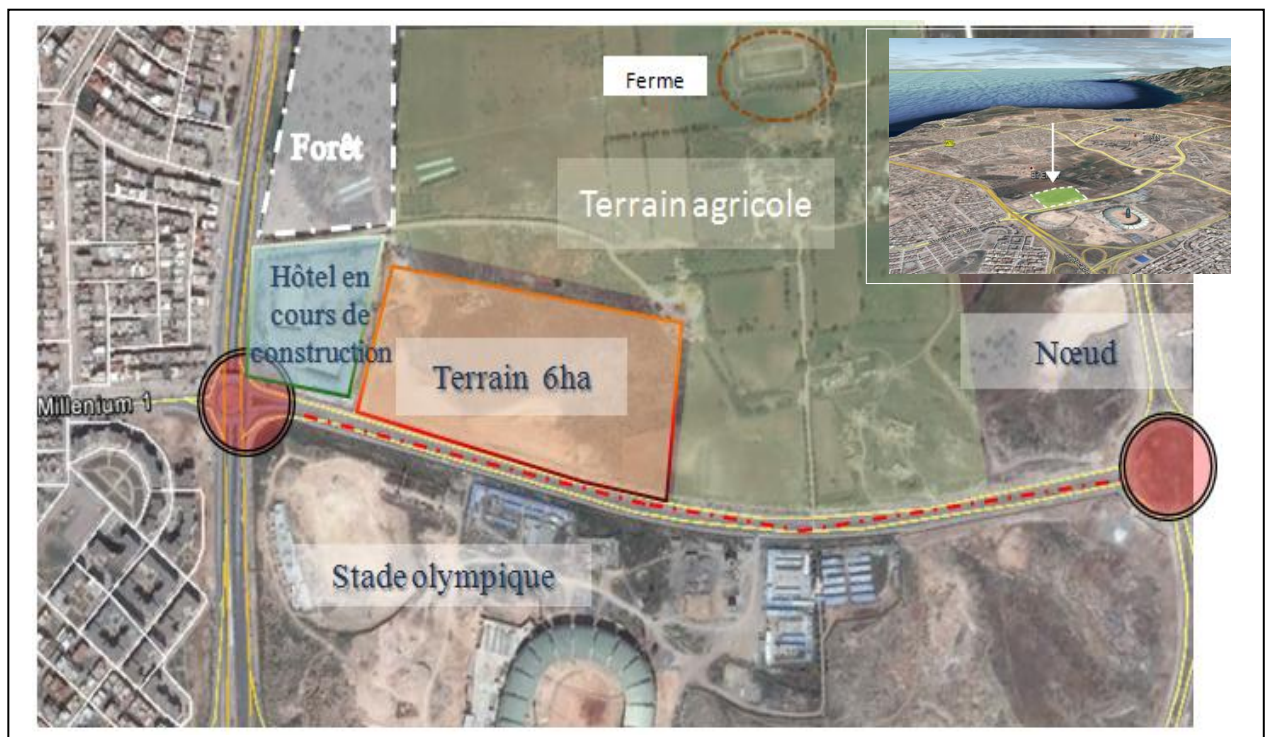 Ferme
Forêt
Terrain agricole
Hôtel en
cours de
construction
Terrain 6ha
Nœud
Millenium 1
Stade olympique